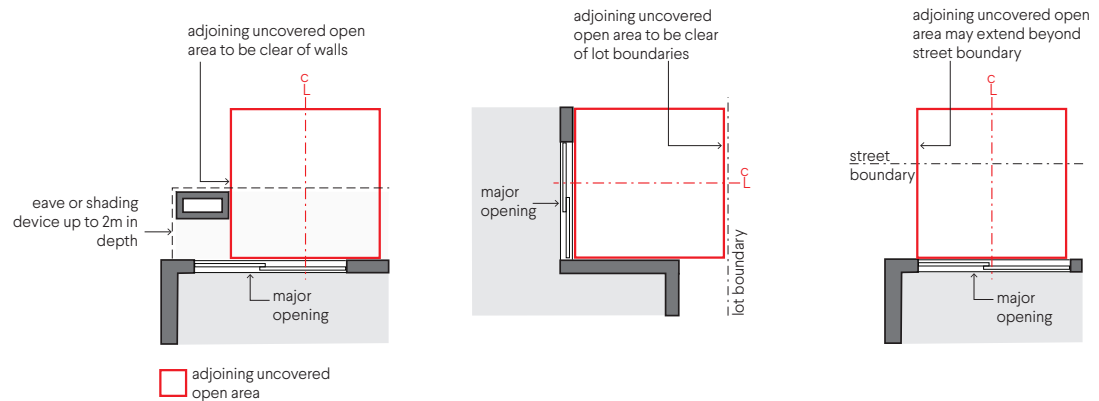 adjoining uncovered open
area to be clear of walls
C
L
eave or shading
device up to 2m in
depth
major
opening
adjoining uncovered
open area
adjoining uncovered
open area to be clear
of lot boundaries
major
opening
C
L
lot boundary
adjoining uncovered open
area may extend beyond
street boundary
C
L
street
boundary
major
opening